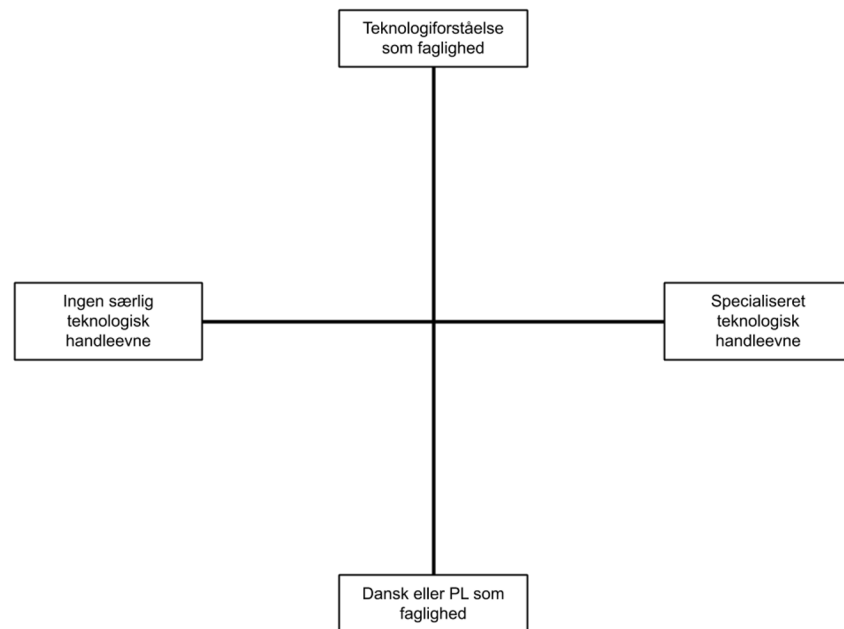 Teknologiforståelse
som faglighed
Ingen særlig
teknologisk
handleevne
Specialiseret
teknologisk
handleevne
Dansk eller PL som
faglighed